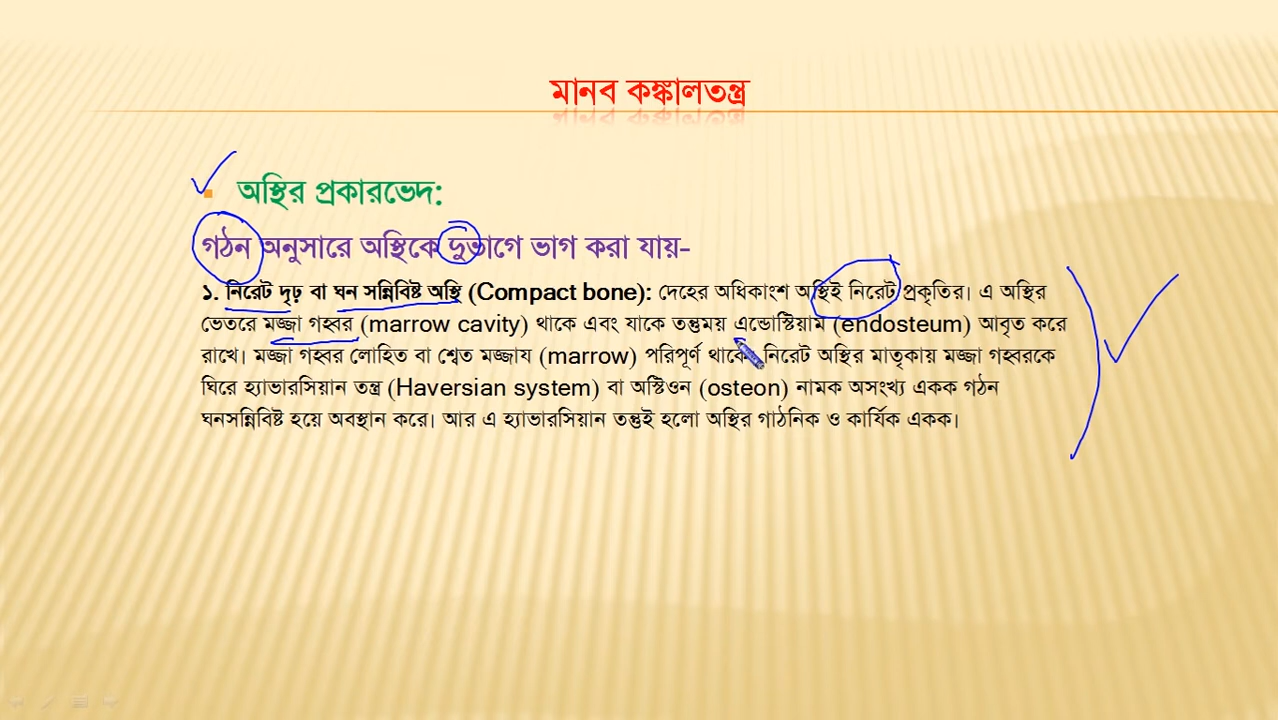 মানব কঙ্কালতন্ত্র
অস্থির প্রকারভেদ:
গঠন অনুসারে অস্থিকে দুভাগে ভাগ করা যায়-
১. নিরেট দৃঢ় বা ঘন সন্নিবিষ্ট অস্থি (Compact bone): দেহের অধিকাংশ অস্থিই নিরেট প্রকৃতির। এ অস্থির
ভেতরে মজ্জা গহ্বর (marrow cavity) থাকে এবং যাকে তন্তুময় এন্ডোস্টিয়াম (endosteum) আবৃত করে
রাখে। মজ্জা গহ্বর লোহিত বা শ্বেত মজ্জায (marrow) পরিপূর্ণ থাকে। নিরেট অস্থির মাতৃকায় মজ্জা গহ্বরকে
ঘিরে হ্যাভারসিয়ান তন্ত্র (Haversian system) বা অস্টিওন (osteon) নামক অসংখ্য একক গঠন
ঘনসন্নিবিষ্ট হয়ে অবস্থান করে। আর এ হ্যাভারসিয়ান তন্তুই হলো অস্থির গাঠনিক ও কার্যিক একক।